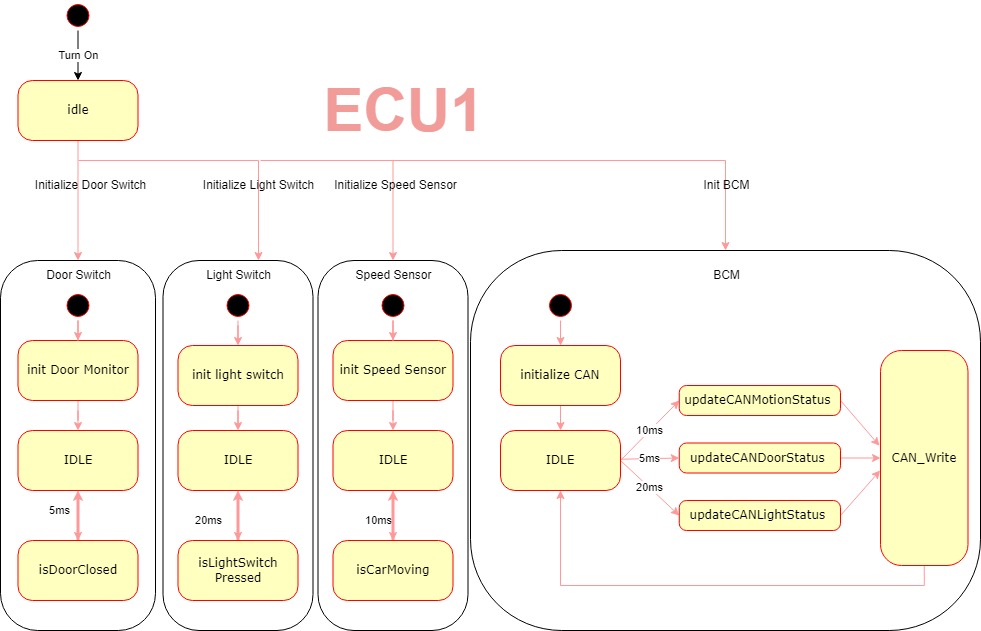 Turn On
idle
ECU1
Initialize Door Switch
Initialize Light Switch
Initialize Speed Sensor
Init BCM
Door Switch
init Door Monitor
IDLE
5ms
isDoorClosed
Light Switch
init light switch
IDLE
20ms
isLightSwitch
Pressed
Speed Sensor
init Speed Sensor
IDLE
10ms
isCarMoving
BCM
initialize CAN
IDLE
10ms
5ms
20ms
updateCANMotionStatus
updateCANDoorStatus
updateCANLightStatus
CAN_Write